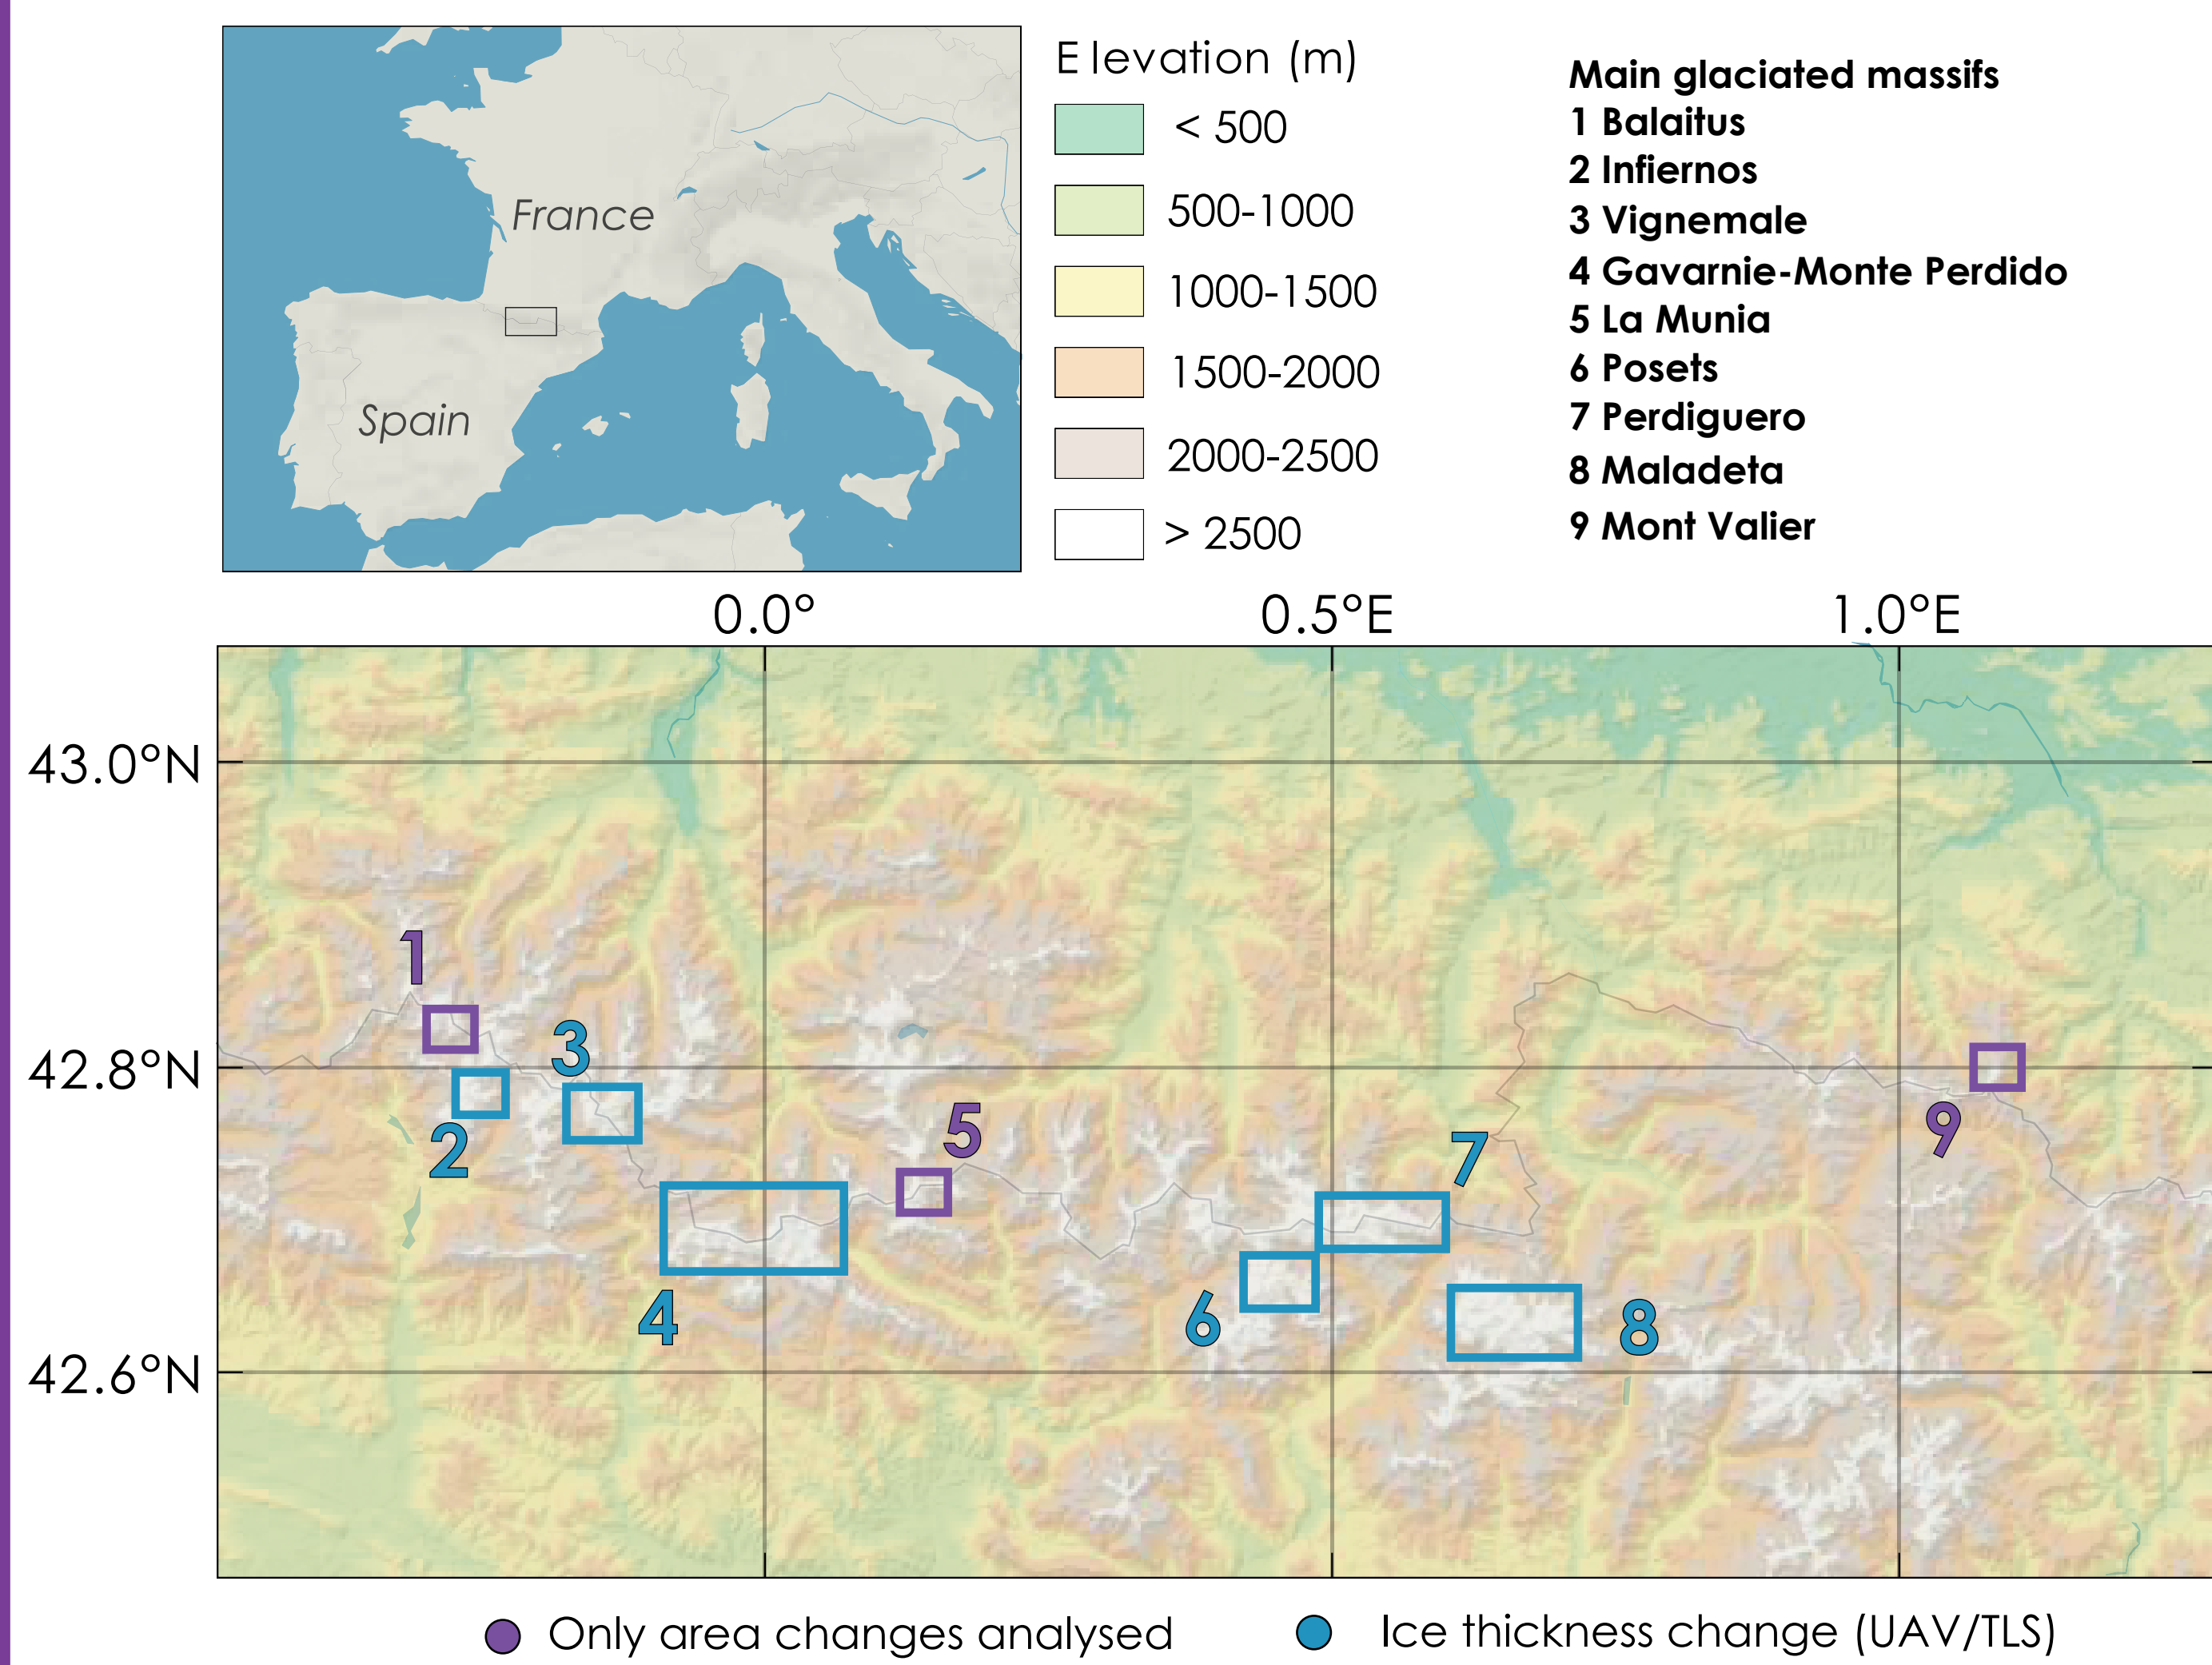 France
Spain
E levation (m)
< 500
500-1000
1000-1500
1500-2000
2000-2500
> 2500
Main glaciated massifs
1 Balaitus
2 Infiernos
3 Vignemale
4 Gavarnie-Monte Perdido
5 La Munia
6 Posets
7 Perdiguero
8 Maladeta
9 Mont Valier
0.0° 0.5°E 1.0°E
43.0°N
42.8°N
42.6°N
1
2
3
4
5
6
7
8
9
Only area changes analysed
Ice thickness change (UAV/TLS)